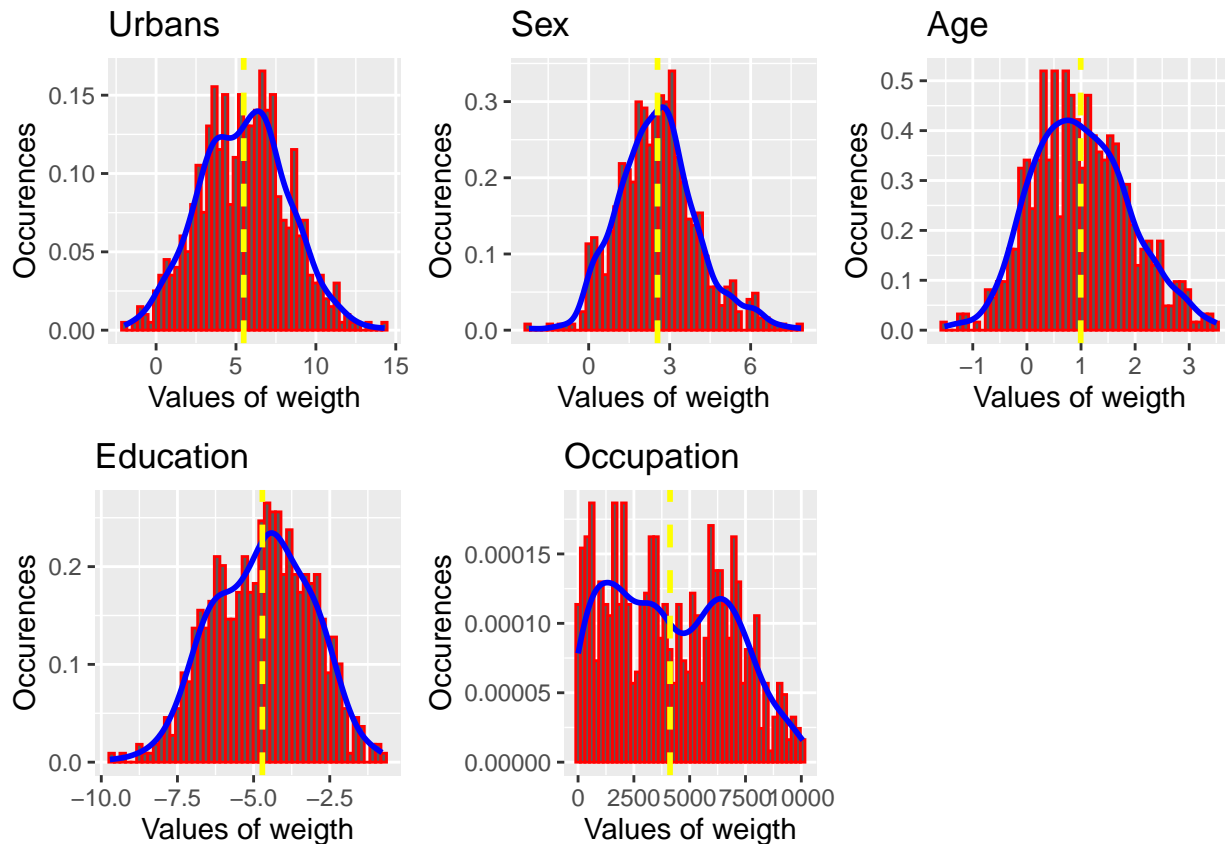 Urbans
Sex
Age
Occurences
0.15
0.10
0.05
0.00
0 5 10 15
Values of weigth
Occurences
0.3
0.2
0.1
0.0
0 3 6
Values of weigth
Occurences
0.5
0.4
0.3
0.2
0.1
0.0
−1 0 1 2 3
Values of weigth
Education
Occupation
Occurences
0.2
0.1
0.0
−10.0 −7.5 −5.0 −2.5
Values of weigth
Occurences
0.00015
0.00010
0.00005
0.00000
0 2500 5000 7500 10000
Values of weigth